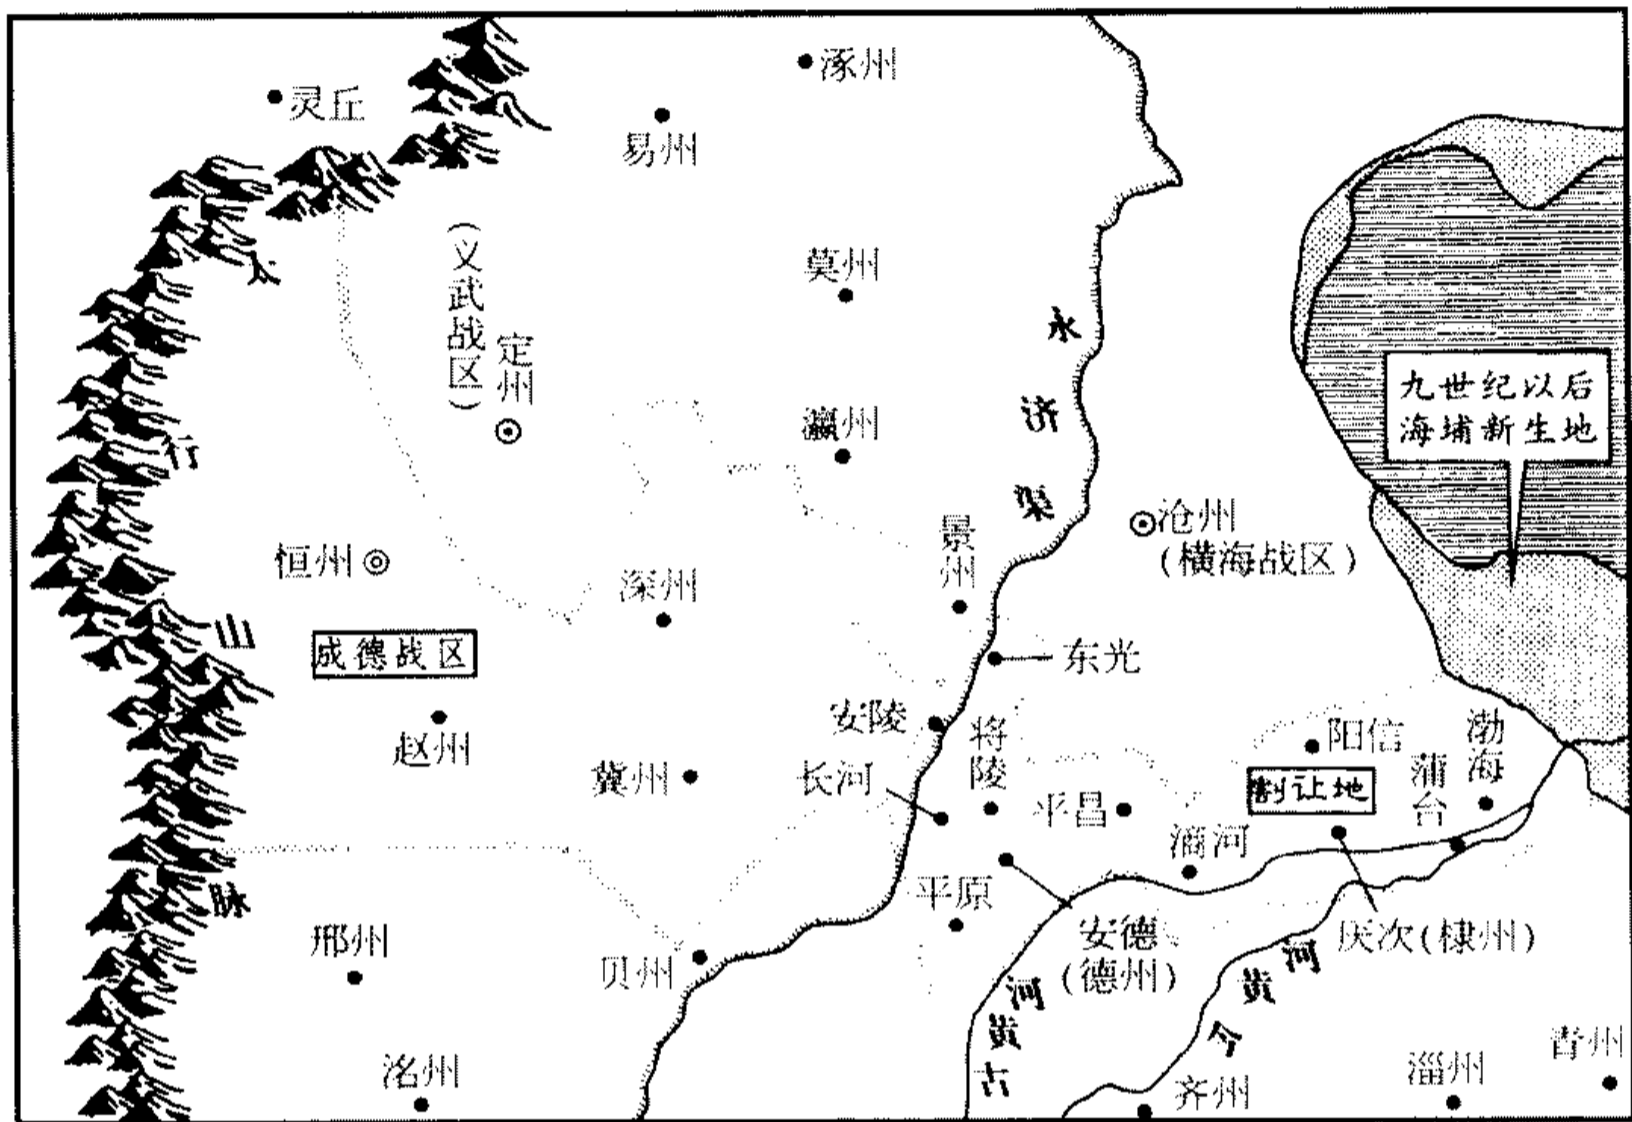 涿州
灵丘
易州
太行山脉
(义武战区)
定州
莫州
永济渠
瀛州
九世纪以后
海埔新生地
景州
沧州
(横海战区)
恒州
深州
成德战区
东光
安陵
将陵
赵州
冀州
长河
平昌
阳信
割让地
蒲台
渤海
滴河
平原
安德
(德州)
厌次(棣州)
邢州
贝州
古黄河
今黄河
洺州
齐州
淄州
青州